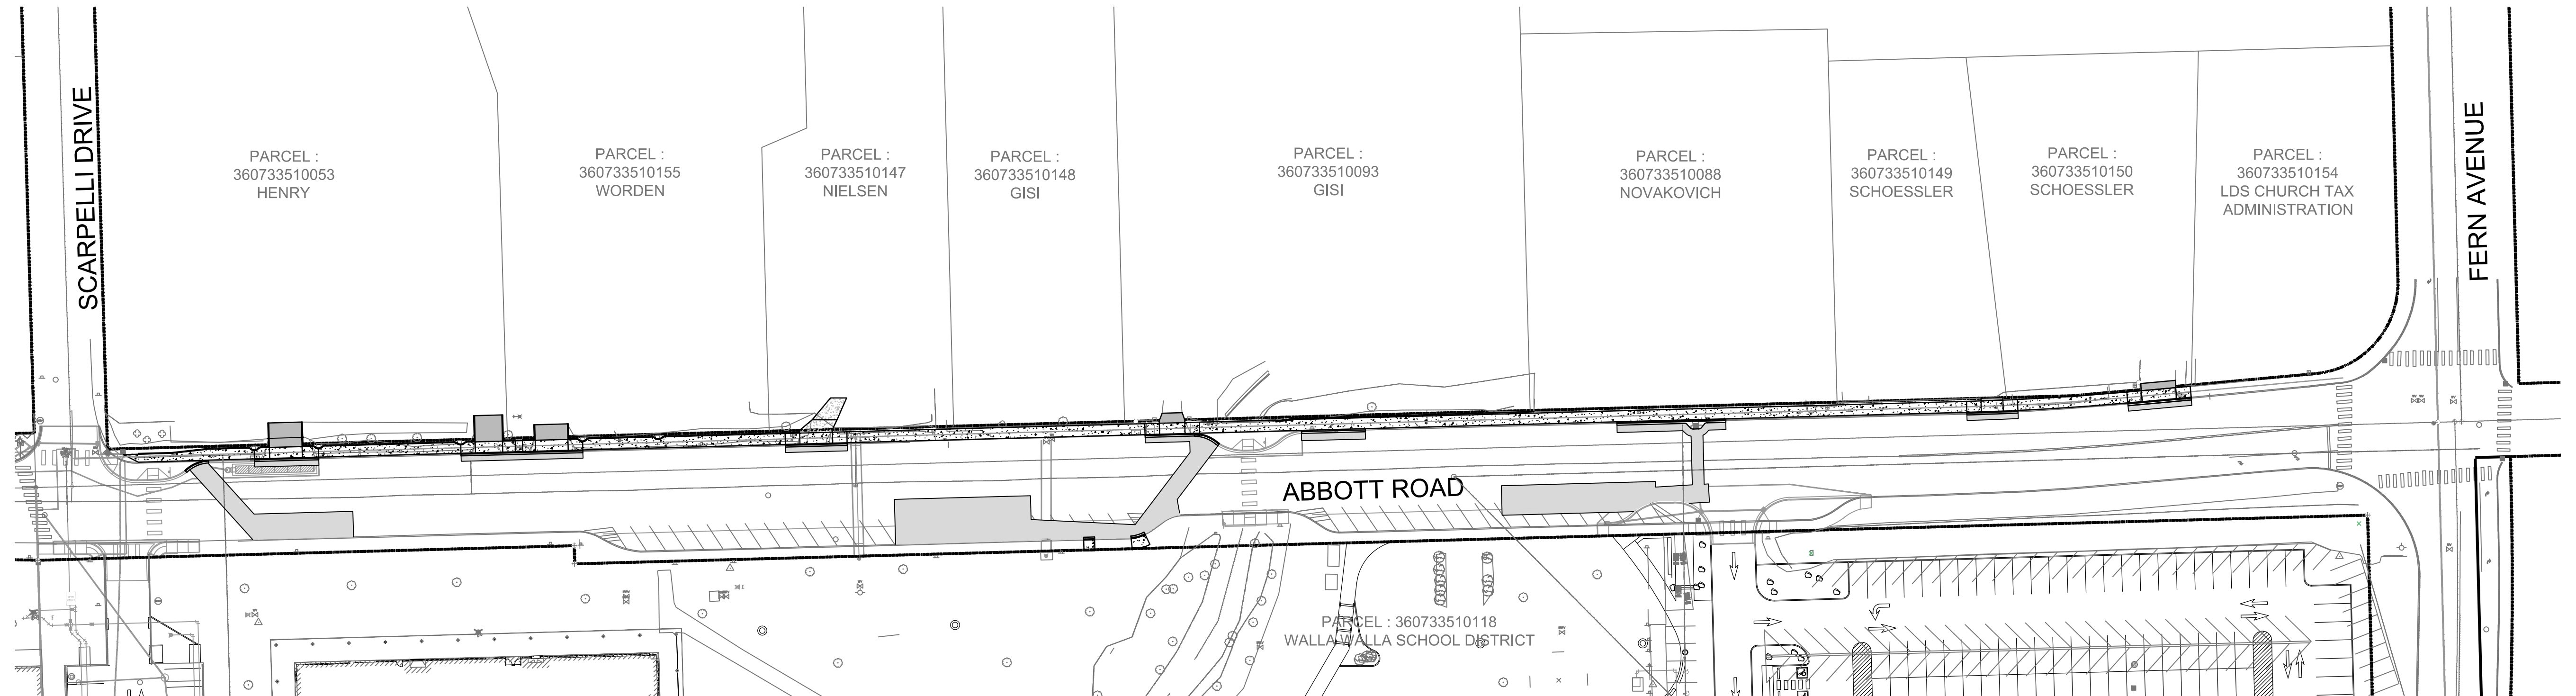 SCARPELLI DRIVE
PARCEL :
360733510053
HENRY
PARCEL :
360733510155
WORDEN
PARCEL :
360733510147
NIELSEN
PARCEL :
360733510148
GISI
PARCEL :
360733510093
GISI
PARCEL :
360733510088
NOVAKOVICH
PARCEL :
360733510149
SCHOESSLER
PARCEL :
360733510150
SCHOESSLER
PARCEL :
360733510154
LDS CHURCH TAX
ADMINISTRATION
FERN AVENUE
ABBOTT ROAD
PARCEL : 360733510118
WALLA WALLA SCHOOL DISTRICT